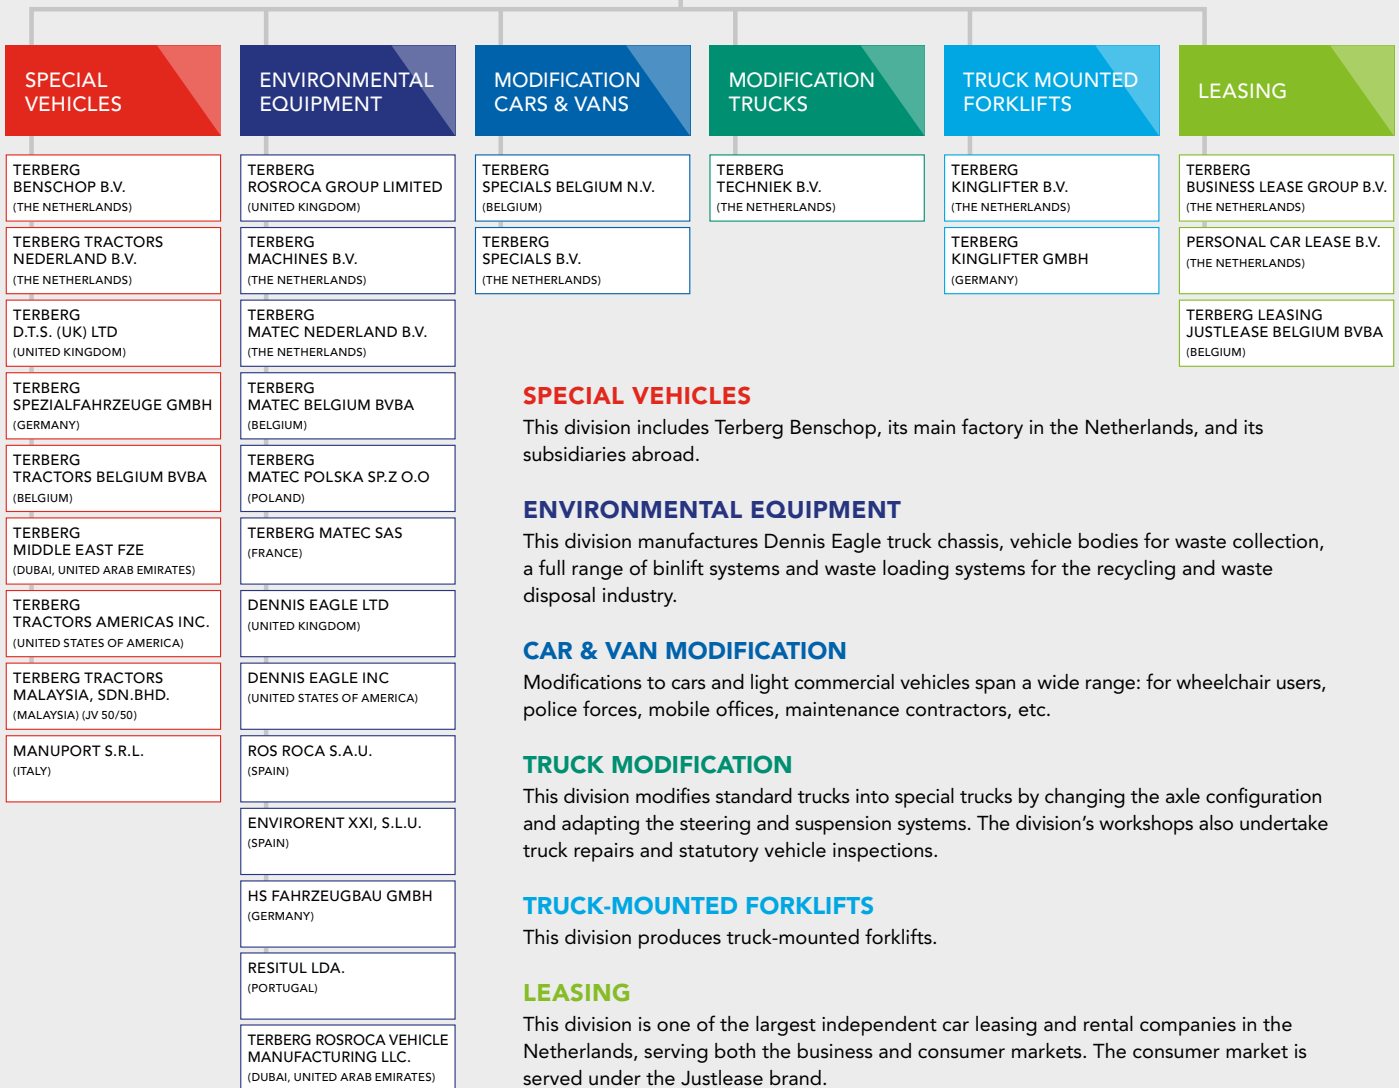 SPECIAL
VEHICLES
TERBERG
BENSCHOP B.V.
(THE NETHERLANDS)
TERBERG TRACTORS
NEDERLAND B.V.
(THE NETHERLANDS)
TERBERG
D.T.S. (UK) LTD
(UNITED KINGDOM)
TERBERG
SPEZIALFAHRZEUGE GMBH
(GERMANY)
TERBERG
TRACTORS BELGIUM BVBA
(BELGIUM)
TERBERG
MIDDLE EAST FZE
(DUBAI, UNITED ARAB EMIRATES)
TERBERG
TRACTORS AMERICAS INC.
(UNITED STATES OF AMERICA)
TERBERG TRACTORS
MALAYSIA, SDN.BHD.
(MALAYSIA) (JV 50/50)
MANUPORT S.R.L.
(ITALY)
ENVIRONMENTAL
EQUIPMENT
TERBERG
ROSROCA GROUP LIMITED
(UNITED KINGDOM)
TERBERG
MACHINES B.V.
(THE NETHERLANDS)
TERBERG
MATEC NEDERLAND B.V.
(THE NETHERLANDS)
TERBERG
MATEC BELGIUM BVBA
(BELGIUM)
TERBERG
MATEC POLSKA SP.Z O.O
(POLAND)
TERBERG MATEC SAS
(FRANCE)
DENNIS EAGLE LTD
(UNITED KINGDOM)
DENNIS EAGLE INC
(UNITED STATES OF AMERICA)
ROS ROCA S.A.U.
(SPAIN)
ENVIRORENT XXI, S.L.U.
(SPAIN)
HS FAHRZEUGBAU GMBH
(GERMANY)
RESITUL LDA.
(PORTUGAL)
TERBERG ROSROCA VEHICLE
MANUFACTURING LLC.
(DUBAI, UNITED ARAB EMIRATES)
MODIFICATION
CARS & VANS
TERBERG
SPECIALS BELGIUM N.V.
(BELGIUM)
TERBERG
SPECIALS B.V.
(THE NETHERLANDS)
MODIFICATION
TRUCKS
TERBERG
TECHNIEK B.V.
(THE NETHERLANDS)
TRUCK MOUNTED
FORKLIFTS
TERBERG
KINGLIFTER B.V.
(THE NETHERLANDS)
TERBERG
KINGLIFTER GMBH
(GERMANY)
LEASING
TERBERG
BUSINESS LEASE GROUP B.V.
(THE NETHERLANDS)
PERSONAL CAR LEASE B.V.
(THE NETHERLANDS)
TERBERG LEASING
JUSTLEASE BELGIUM BVBA
(BELGIUM)
SPECIAL VEHICLES
This division includes Terberg Benschop, its main factory in the Netherlands, and its
subsidiaries abroad.
ENVIRONMENTAL EQUIPMENT
This division manufactures Dennis Eagle truck chassis, vehicle bodies for waste collection,
a full range of binlift systems and waste loading systems for the recycling and waste
disposal industry.
CAR & VAN MODIFICATION
Modifications to cars and light commercial vehicles span a wide range: for wheelchair users,
police forces, mobile offices, maintenance contractors, etc.
TRUCK MODIFICATION
This division modifies standard trucks into special trucks by changing the axle configuration
and adapting the steering and suspension systems. The division’s workshops also undertake
truck repairs and statutory vehicle inspections.
TRUCK-MOUNTED FORKLIFTS
This division produces truck-mounted forklifts.
LEASING
This division is one of the largest independent car leasing and rental companies in the
Netherlands, serving both the business and consumer markets. The consumer market is
served under the Justlease brand.